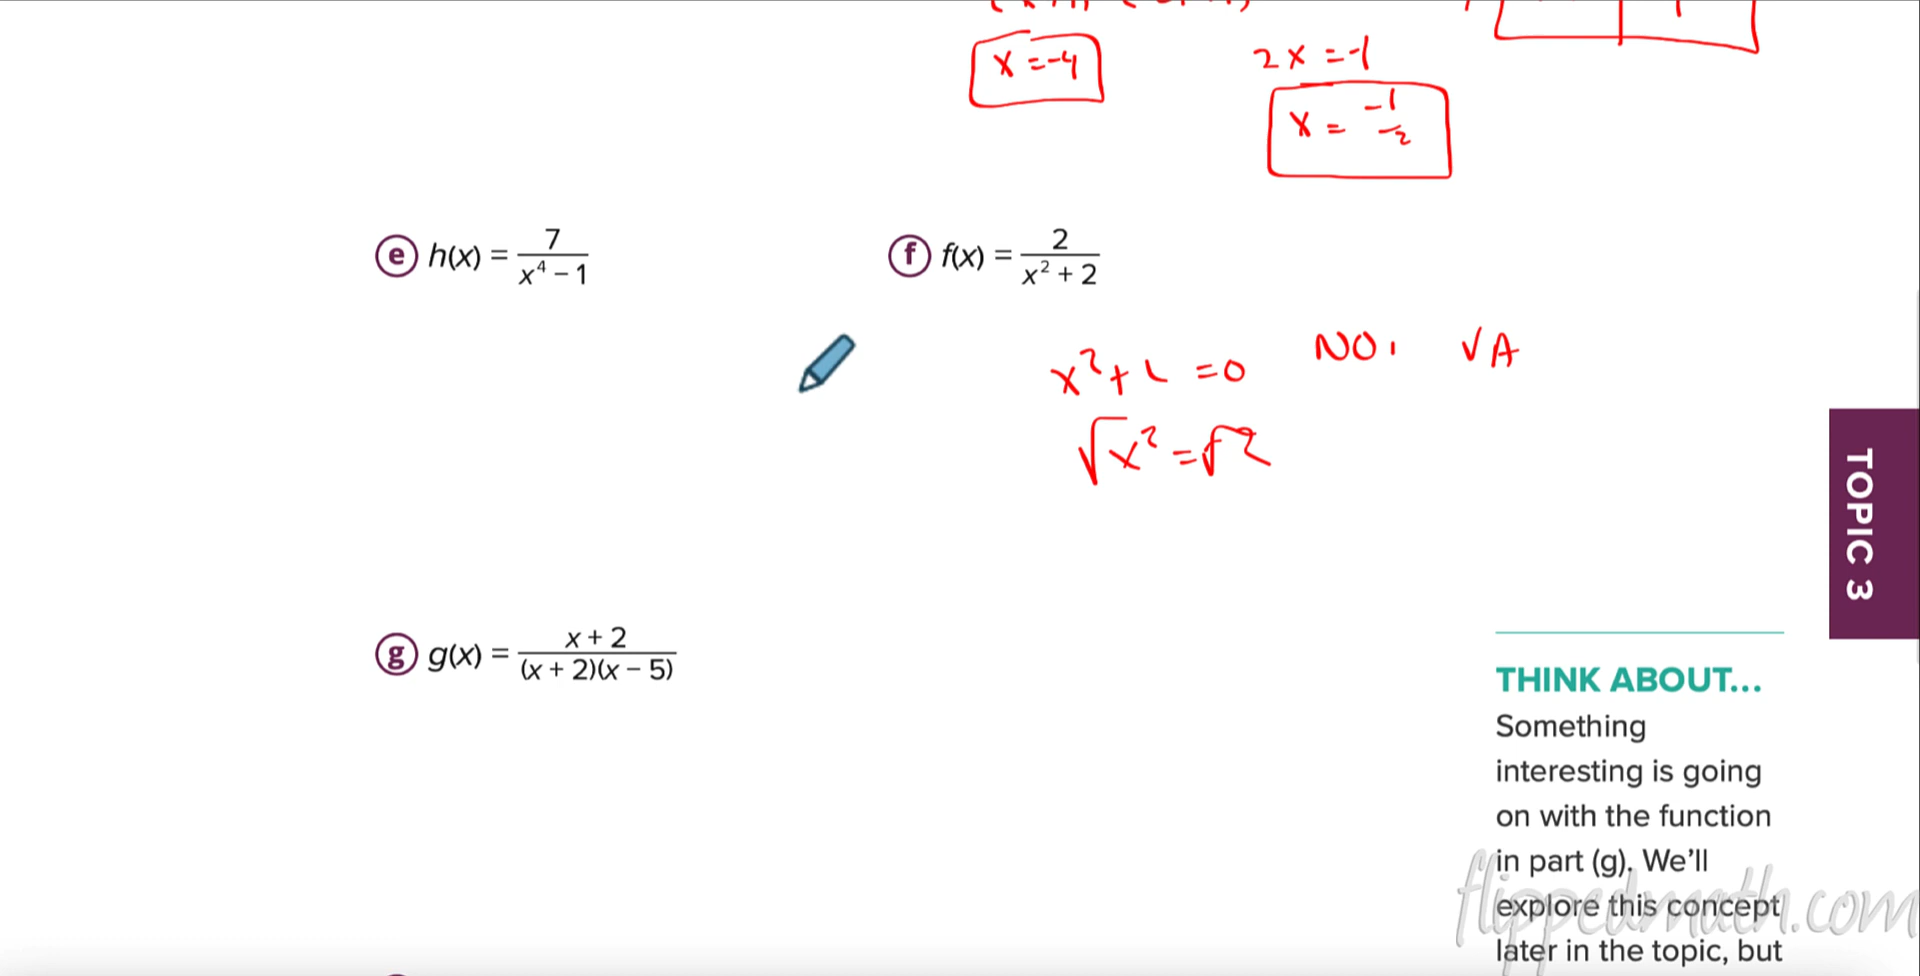 x = -4
2x = -1
x = -1/2
e h(x) = 7/(x⁴ – 1)
f f(x) = 2/(x² + 2)
NO. VA
x² + 2 = 0
√x² = √2
g g(x) = (x + 2)/((x + 2)(x – 5))
TOPIC 3
THINK ABOUT...
Something
interesting is going
on with the function
in part (g). We’ll
explore this concept
later in the topic, but
flippedmath.com